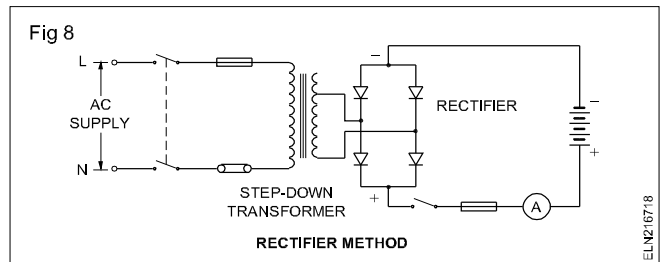 Fig 8
L
AC
SUPPLY
N
−
RECTIFIER
−
+
STEP-DOWN
TRANSFORMER
+
A
RECTIFIER METHOD
ELN216718